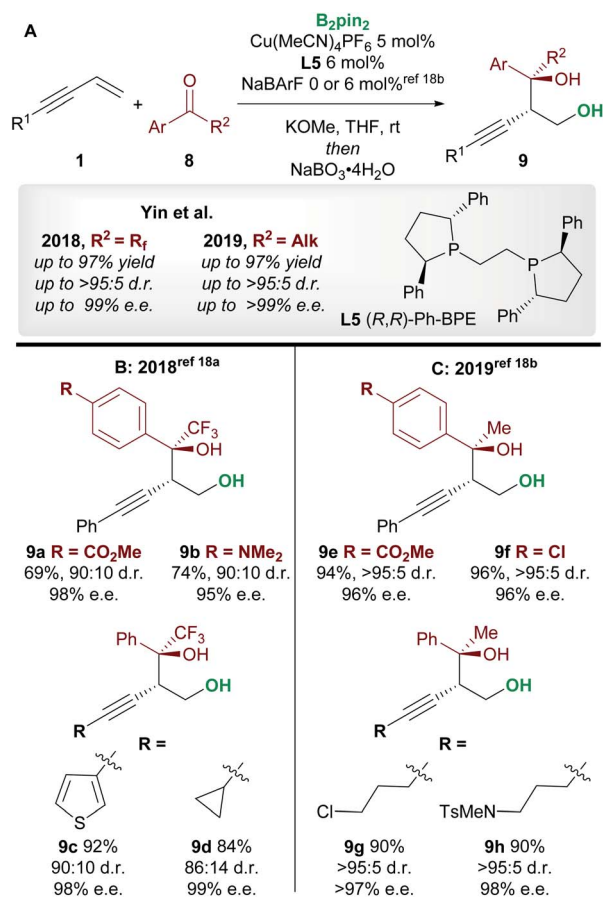 A
B₂pin₂
Cu(MeCN)₄PF₆ 5 mol%
L5 6 mol%
NaBArF 0 or 6 mol%ref 18b
KOMe, THF, rt
then
NaBO₃•4H₂O
R¹
+
O
Ar
R²
Ar
R²
OH
OH
R¹
1
8
9
Yin et al.
2018, R² = Rf
up to 97% yield
up to >95:5 d.r.
up to 99% e.e.
2019, R² = Alk
up to 97% yield
up to >95:5 d.r.
up to >99% e.e.
Ph
Ph
P
P
Ph
Ph
L5 (R,R)-Ph-BPE
B: 2018ref 18a
R
CF₃
OH
OH
Ph
9a R = CO₂Me
69%, 90:10 d.r.
98% e.e.
9b R = NMe₂
74%, 90:10 d.r.
95% e.e.
Ph
CF₃
OH
OH
R
R =
S
9c 92%
90:10 d.r.
98% e.e.
9d 84%
86:14 d.r.
99% e.e.
C: 2019ref 18b
R
Me
OH
OH
Ph
9e R = CO₂Me
94%, >95:5 d.r.
96% e.e.
9f R = Cl
96%, >95:5 d.r.
96% e.e.
Ph
Me
OH
OH
R
R =
Cl
TsMeN
9g 90%
>95:5 d.r.
>97% e.e.
9h 90%
>95:5 d.r.
98% e.e.